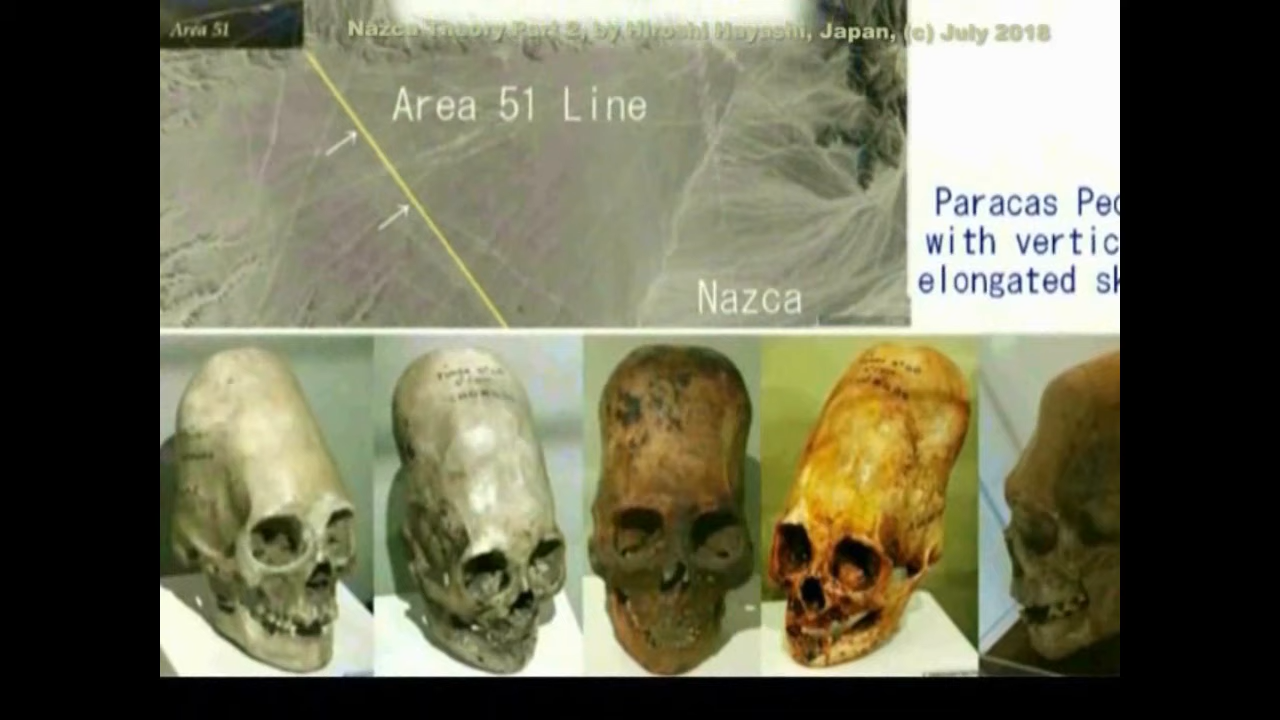 Area 51
Nazca Theory Part 2, by Hiroshi Hayashi, Japan, (c) July 2018
Area 51 Line
Paracas Peo
with vertic
elongated sk
Nazca